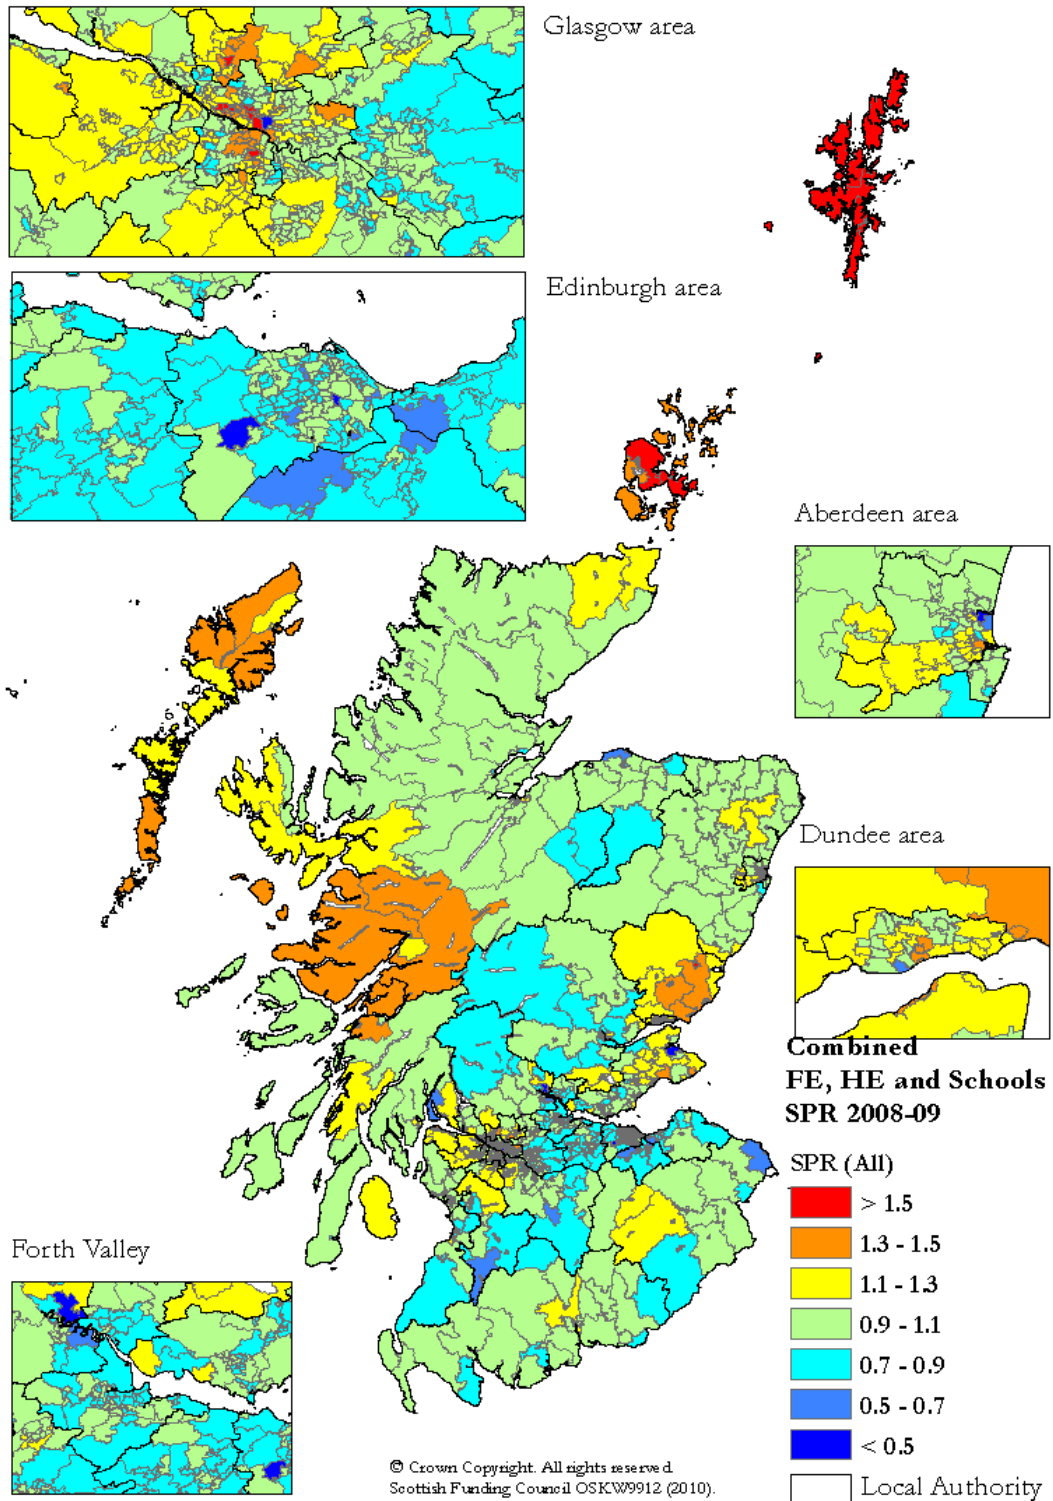 Glasgow area
Edinburgh area
Aberdeen area
Dundee area
Combined
FE, HE and Schools
SPR 2008-09
SPR (All)
> 1.5
1.3 - 1.5
1.1 - 1.3
0.9 - 1.1
0.7 - 0.9
0.5 - 0.7
< 0.5
Local Authority
Forth Valley
© Crown Copyright. All rights reserved.
Scottish Funding Council OSKW9912 (2010).